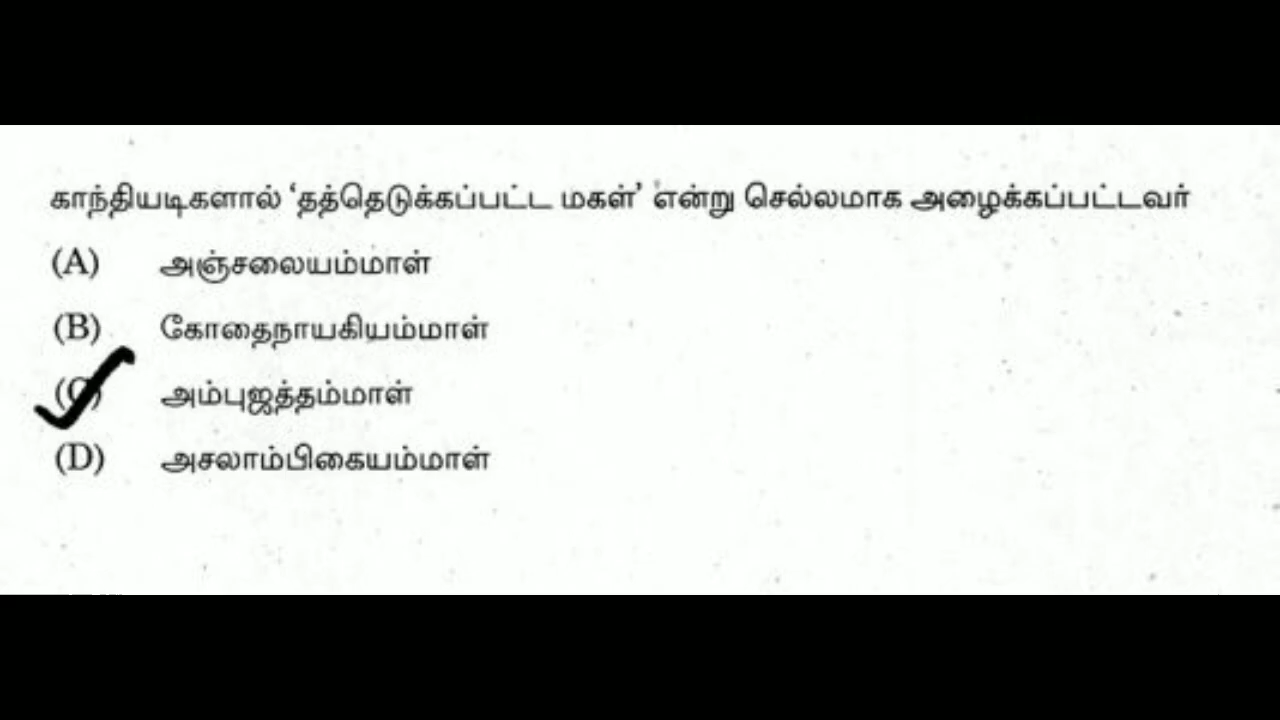 காந்தியடிகளால் ‘தத்தெடுக்கப்பட்ட மகள்’ என்று செல்லமாக அழைக்கப்பட்டவர்
(A) அஞ்சலையம்மாள்
(B) கோதைநாயகியம்மாள்
(C) அம்புஜத்தம்மாள்
(D) அசலாம்பிகையம்மாள்